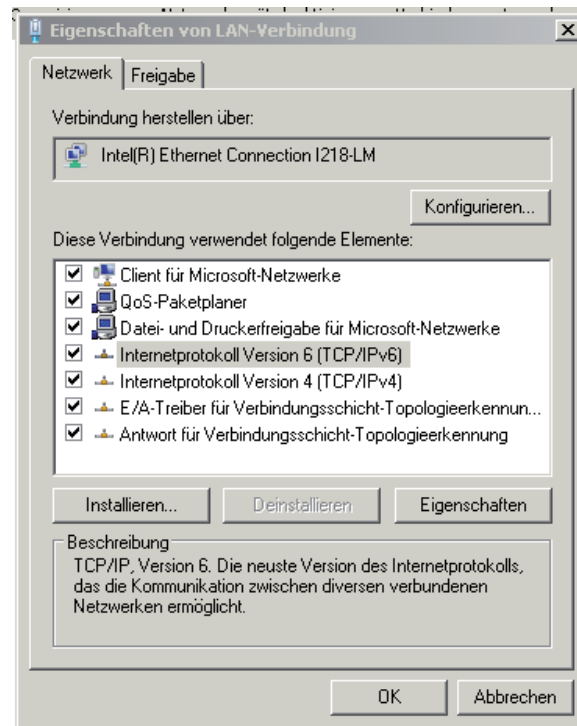 Eigenschaften von LAN-Verbindung
Netzwerk
Freigabe
Verbindung herstellen über:
Intel(R) Ethernet Connection I218-LM
Konfigurieren...
Diese Verbindung verwendet folgende Elemente:
Client für Microsoft-Netzwerke
QoS-Paketplaner
Datei- und Druckerfreigabe für Microsoft-Netzwerke
Internetprotokoll Version 6 (TCP/IPv6)
Internetprotokoll Version 4 (TCP/IPv4)
E/A-Treiber für Verbindungsschicht-Topologieerkennun...
Antwort für Verbindungsschicht-Topologieerkennung
Installieren...
Deinstallieren
Eigenschaften
Beschreibung
TCP/IP, Version 6. Die neuste Version des Internetprotokolls,
das die Kommunikation zwischen diversen verbundenen
Netzwerken ermöglicht.
OK
Abbrechen